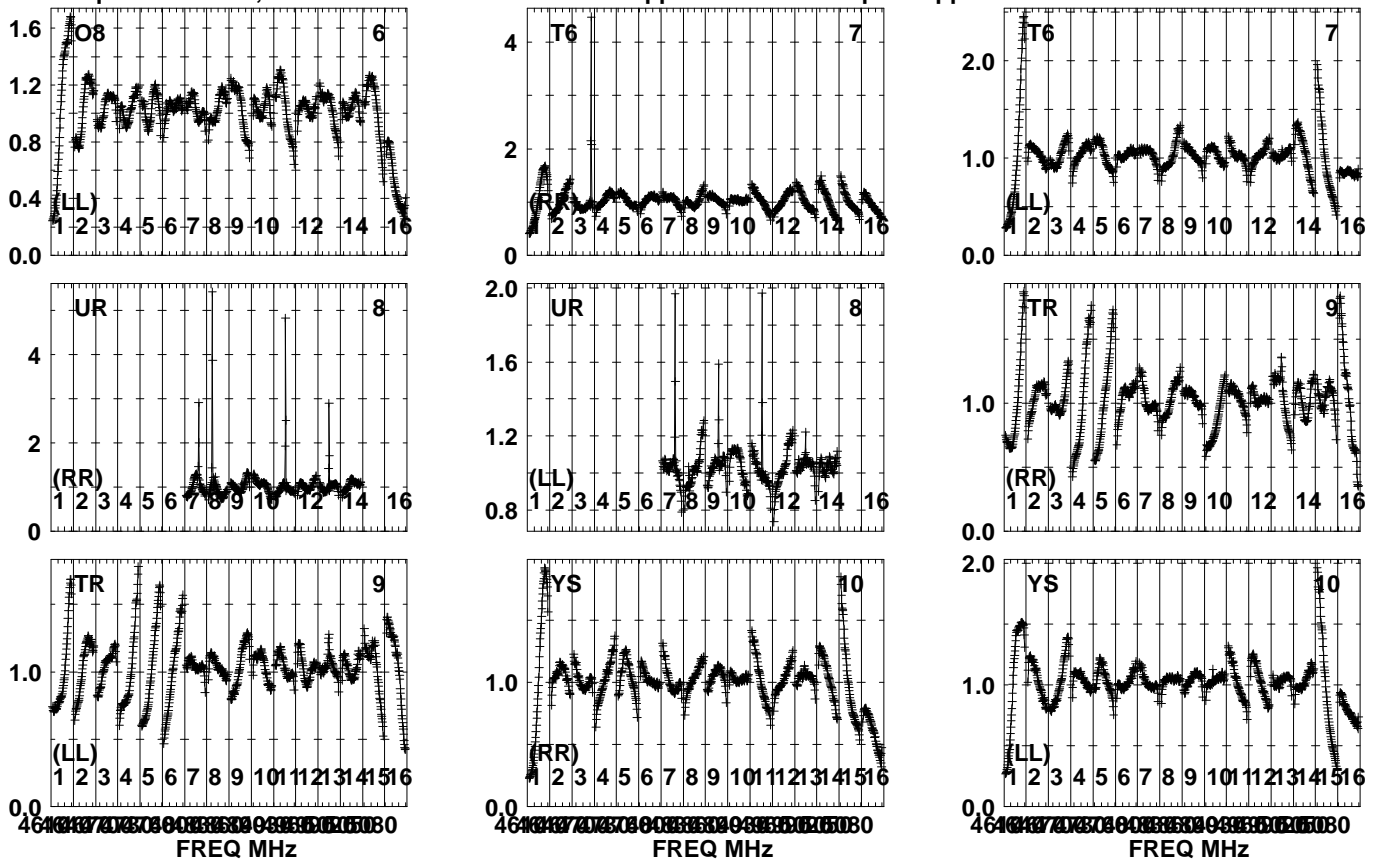 1.6
1.2
0.8
0.4
0.0
O8
6
(LL)
1 2 3 4 5 6 7 8 9 10 12 14 16
4
2
0
T6
7
(RR)
1 2 3 4 5 6 7 8 9 10 12 14 16
2.0
1.0
0.0
T6
7
(LL)
1 2 3 4 5 6 7 8 9 10 12 14 16
4
2
0
UR
8
(RR)
1 2 3 4 5 6 7 8 9 10 12 14 16
2.0
1.6
1.2
0.8
UR
8
(LL)
1 2 3 4 5 6 7 8 9 10 12 14 16
1.0
0.0
TR
9
(RR)
1 2 3 4 5 6 7 8 9 10 12 14 16
1.0
0.0
TR
9
(LL)
1 2 3 4 5 6 7 8 9 10 11 12 13 14 15 16
FREQ MHz
1.0
0.0
YS
10
(RR)
1 2 3 4 5 6 7 8 9 10 11 12 13 14 15 16
FREQ MHz
2.0
1.0
0.0
YS
10
(LL)
1 2 3 4 5 6 7 8 9 10 11 12 13 14 15 16
FREQ MHz